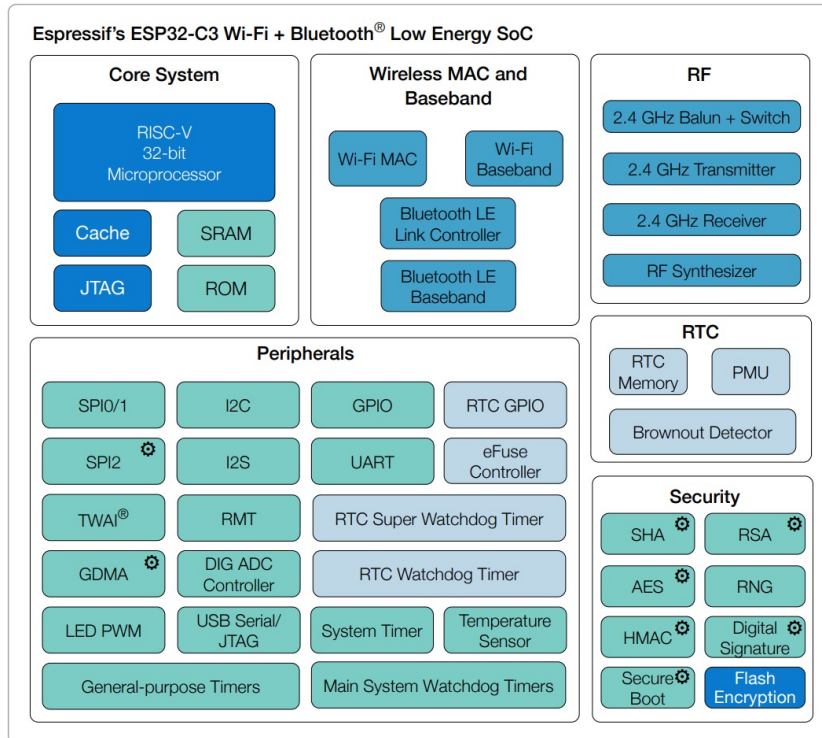 Espressif's ESP32-C3 Wi-Fi + Bluetooth® Low Energy SoC
Core System
RISC-V
32-bit
Microprocessor
Cache
SRAM
JTAG
ROM
Wireless MAC and
Baseband
Wi-Fi MAC
Wi-Fi
Baseband
Bluetooth LE
Link Controller
Bluetooth LE
Baseband
RF
2.4 GHz Balun + Switch
2.4 GHz Transmitter
2.4 GHz Receiver
RF Synthesizer
Peripherals
SPI0/1
I2C
GPIO
RTC GPIO
SPI2
I2S
UART
eFuse
Controller
TWAI®
RMT
RTC Super Watchdog Timer
GDMA
DIG ADC
Controller
RTC Watchdog Timer
LED PWM
USB Serial/
JTAG
System Timer
Temperature
Sensor
General-purpose Timers
Main System Watchdog Timers
RTC
RTC
Memory
PMU
Brownout Detector
Security
SHA
RSA
AES
RNG
HMAC
Digital
Signature
Secure
Boot
Flash
Encryption